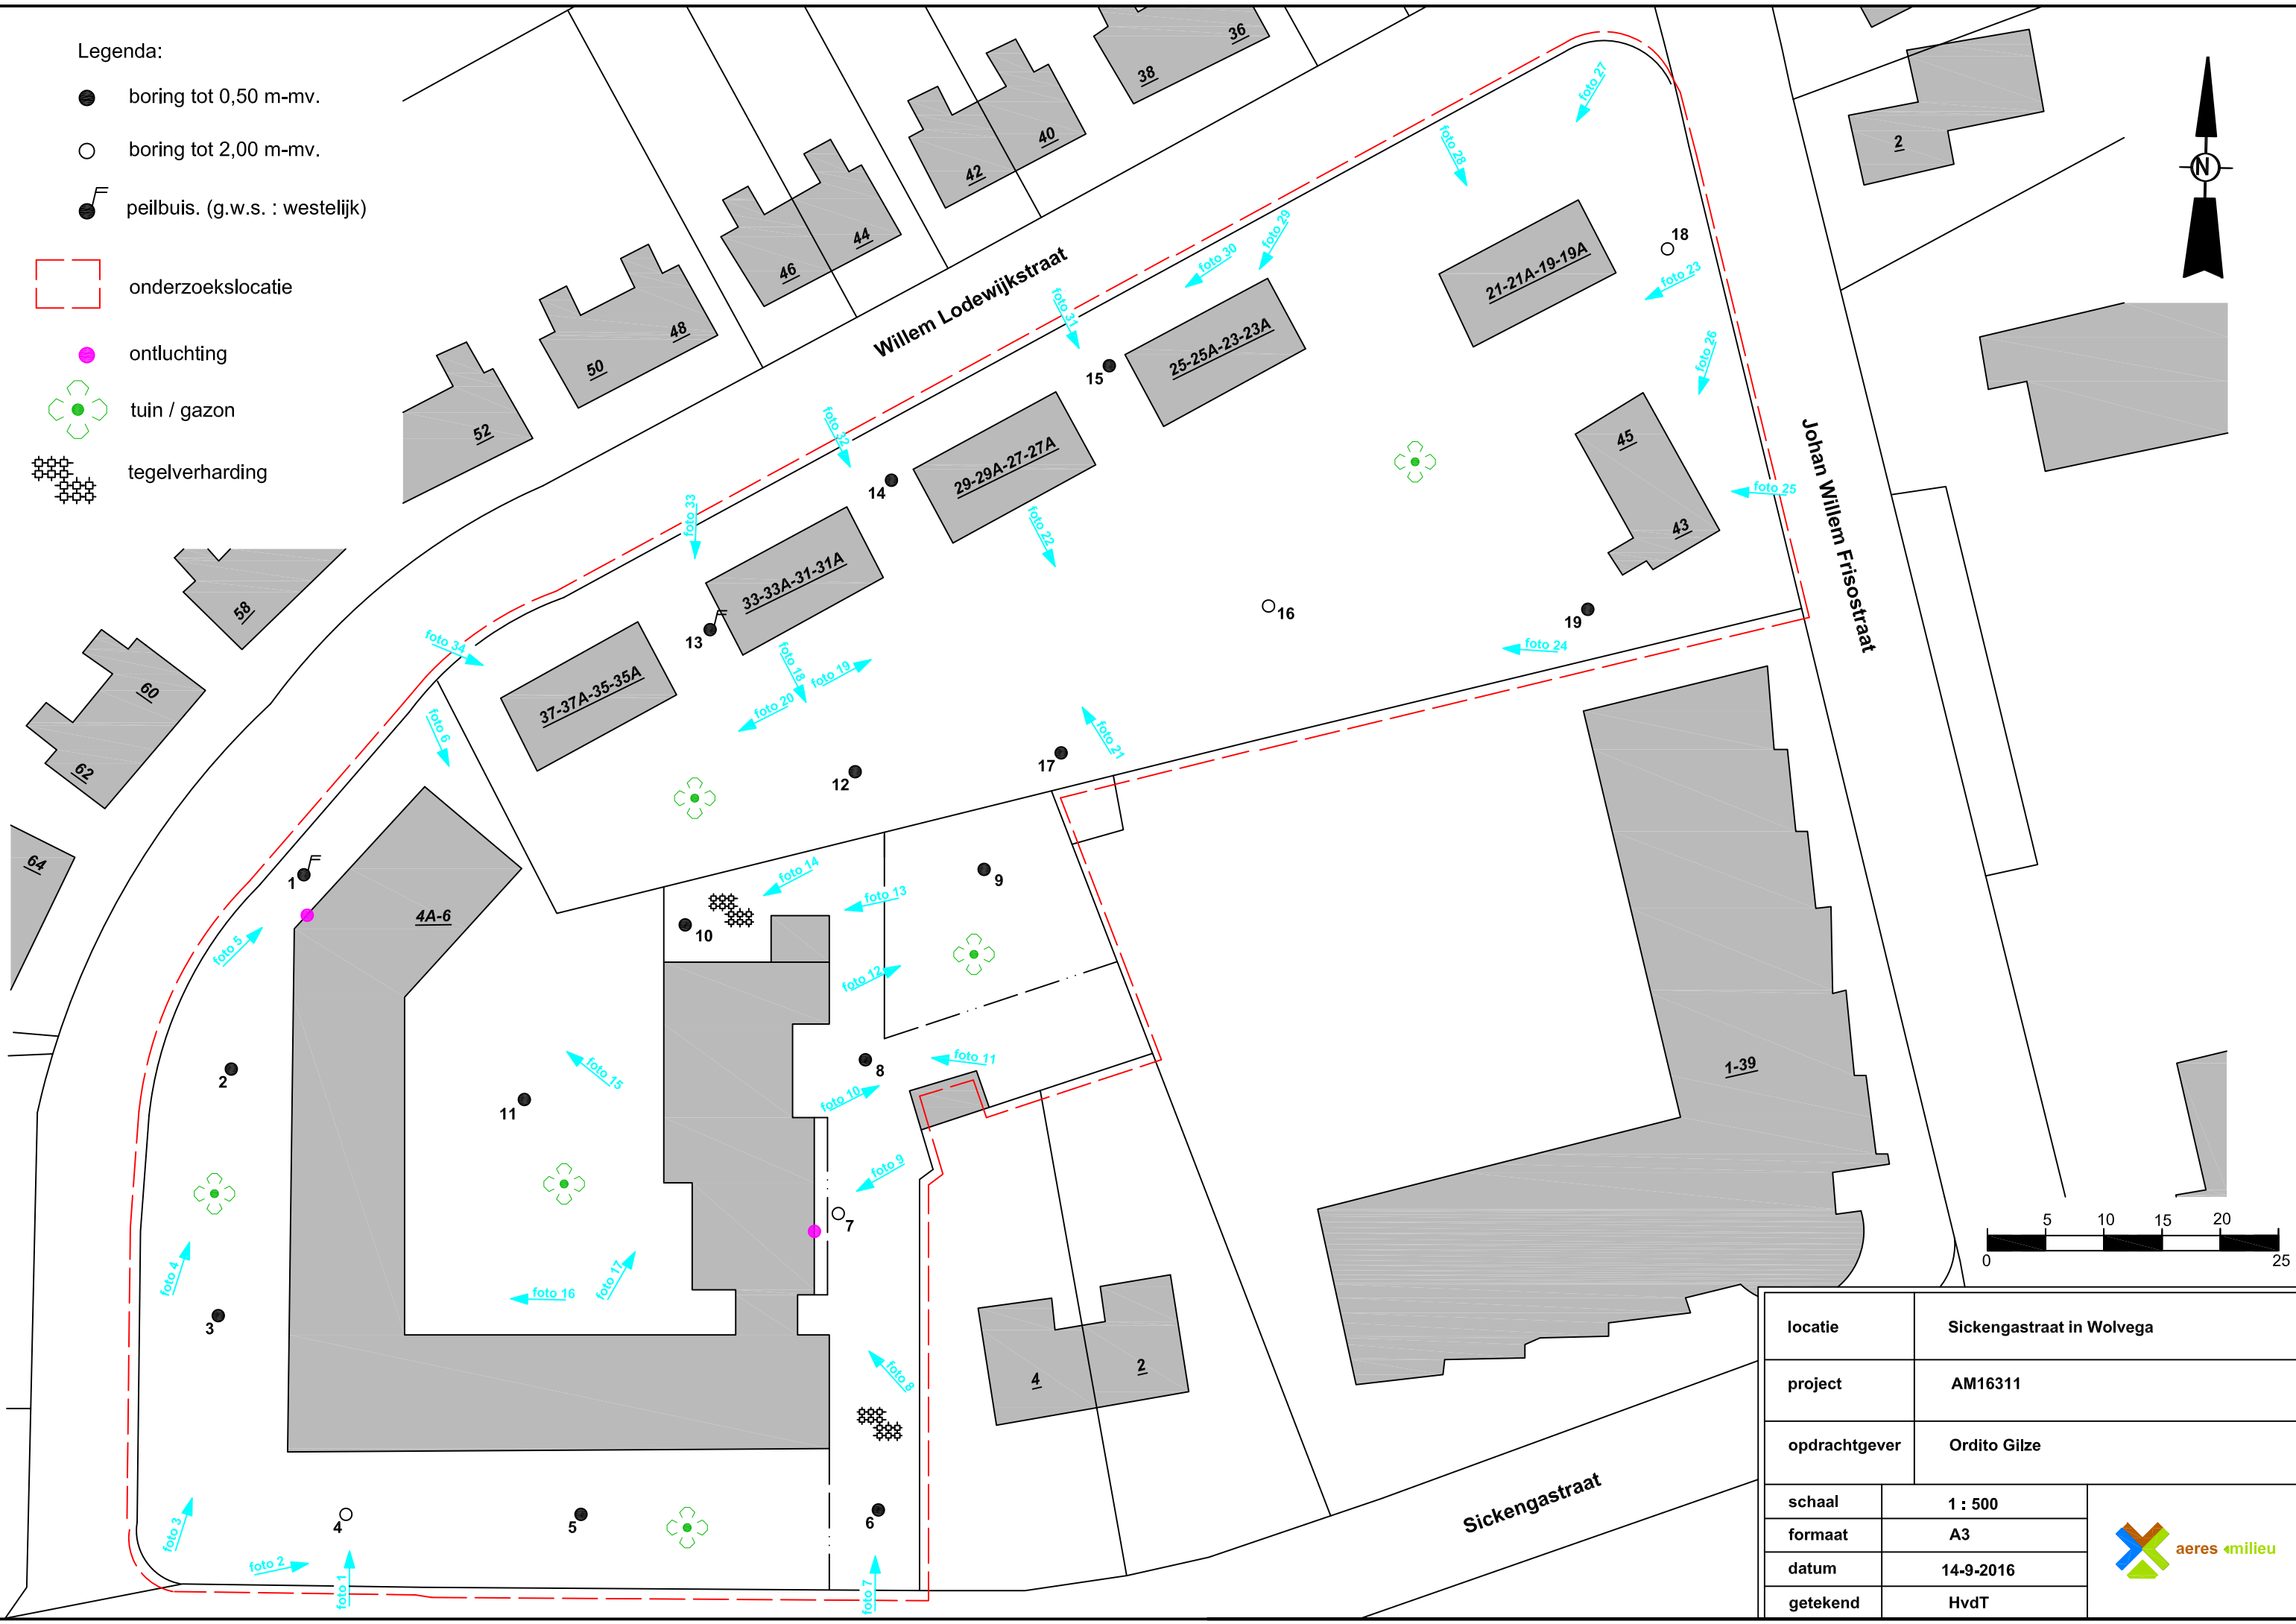 Legenda:
boring tot 0,50 m-mv.
boring tot 2,00 m-mv.
peilbuis. (g.w.s. : westelijk)
onderzoekslocatie
ontluchting
tuin / gazon
tegelverharding
36
38
40
42
44
46
48
50
52
58
60
62
64
2
N
Willem Lodewijkstraat
Johan Willem Frisostraat
Sickengastraat
foto 27
foto 28
foto 29
foto 30
foto 31
foto 32
foto 33
foto 34
foto 23
foto 26
foto 25
foto 24
foto 22
foto 21
foto 18
foto 19
foto 20
foto 6
foto 5
foto 14
foto 13
foto 12
foto 11
foto 10
foto 9
foto 15
foto 16
foto 17
foto 4
foto 3
foto 2
foto 1
foto 8
foto 7
21-21A-19-19A
25-25A-23-23A
29-29A-27-27A
33-33A-31-31A
37-37A-35-35A
45
43
4A-6
1-39
4
2
18
15
14
13
16
19
12
17
1
9
10
2
8
11
7
3
4
5
6
5 10 15 20
0 25
locatie Sickengastraat in Wolvega
project AM16311
opdrachtgever Ordito Gilze
schaal 1 : 500
formaat A3
datum 14-9-2016
getekend HvdT
aeres milieu